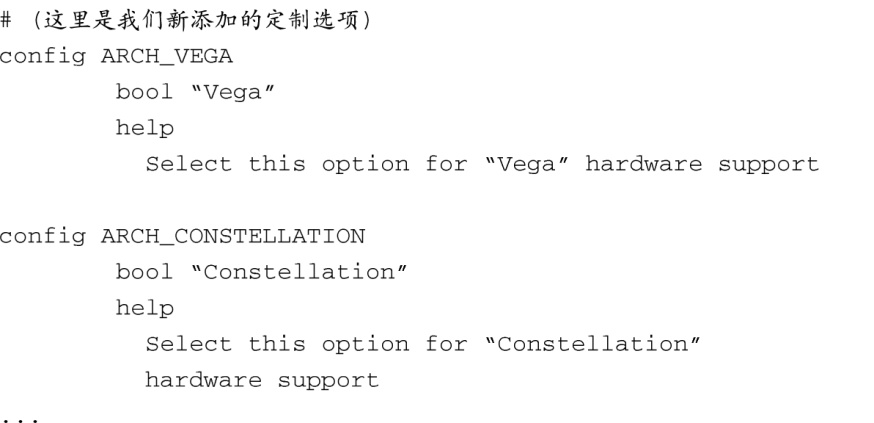 # （这里是我们新添加的定制选项）
config ARCH_VEGA
bool “Vega”
help
Select this option for “Vega” hardware support
config ARCH_CONSTELLATION
bool “Constellation”
help
Select this option for “Constellation”
hardware support
...